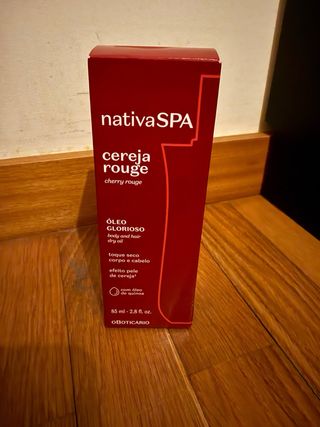 nativaSPA
cereja
rouge
cherry rouge
ÓLEO
GLORIOSO
body and hair
dry oil
toque seco
corpo e cabelo
efeito pele
de cereja*
com óleo
de quinoa
85 ml - 2.8 fl. oz.
oBOTICÁRIO